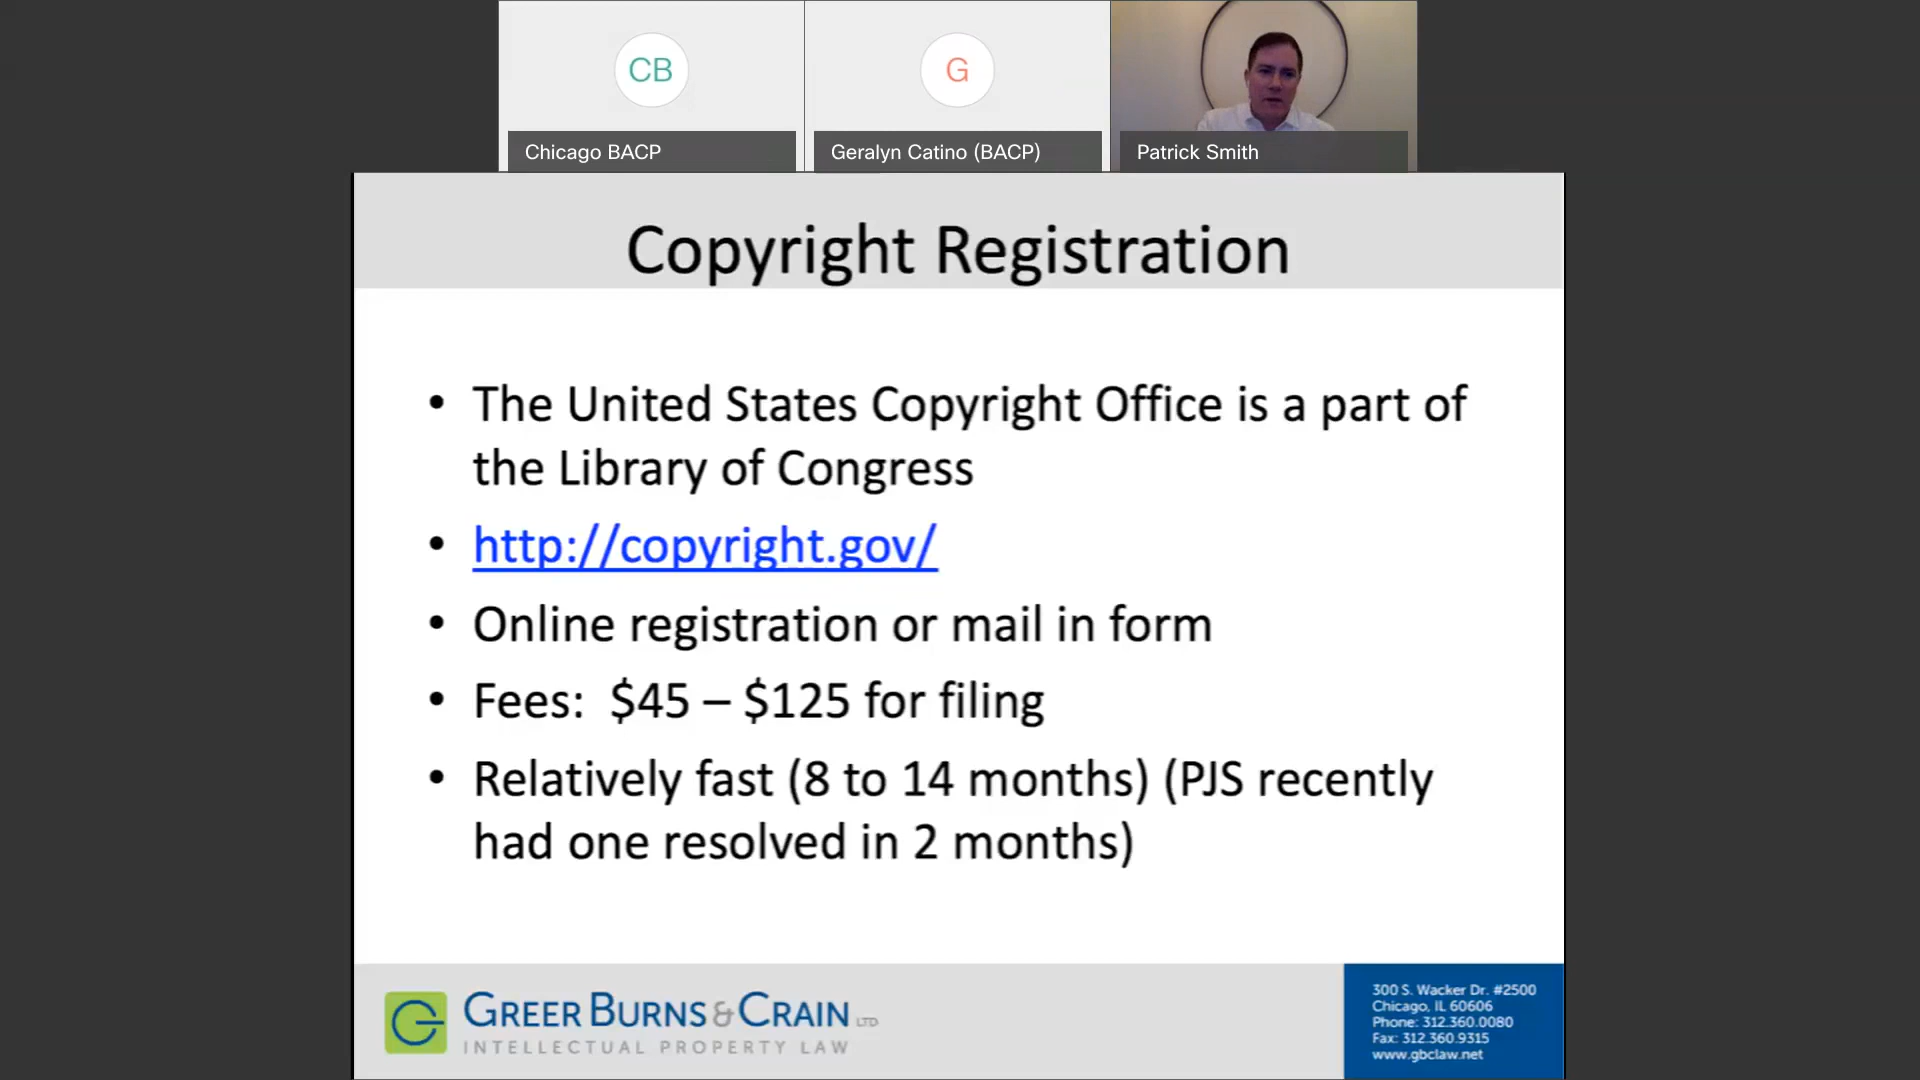 CB
G
Chicago BACP
Geralyn Catino (BACP)
Patrick Smith
Copyright Registration
• The United States Copyright Office is a part of
the Library of Congress
• http://copyright.gov/
• Online registration or mail in form
• Fees:  $45 – $125 for filing
• Relatively fast (8 to 14 months) (PJS recently
had one resolved in 2 months)
G
GREER BURNS & CRAIN LTD
INTELLECTUAL PROPERTY LAW
300 S. Wacker Dr. #2500
Chicago, IL 60606
Phone: 312.360.0080
Fax: 312.360.9315
www.gbclaw.net